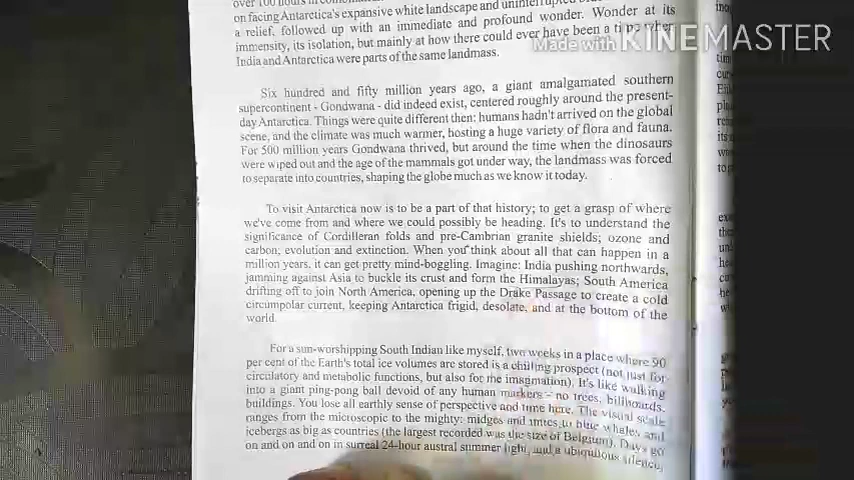 over 100 hours in
on facing Antarctica's expansive white landscape and uninterrupted
a relief, followed up with an immediate and profound wonder. Wonder at its
immensity, its isolation, but mainly at how there could ever have been a time when
India and Antarctica were parts of the same landmass.
Made with KINEMASTER
Six hundred and fifty million years ago, a giant amalgamated southern
supercontinent - Gondwana - did indeed exist, centered roughly around the present-
day Antarctica. Things were quite different then: humans hadn't arrived on the global
scene, and the climate was much warmer, hosting a huge variety of flora and fauna.
For 500 million years Gondwana thrived, but around the time when the dinosaurs
were wiped out and the age of the mammals got under way, the landmass was forced
to separate into countries, shaping the globe much as we know it today.
To visit Antarctica now is to be a part of that history; to get a grasp of where
we've come from and where we could possibly be heading. It's to understand the
significance of Cordilleran folds and pre-Cambrian granite shields; ozone and
carbon; evolution and extinction. When you think about all that can happen in a
million years, it can get pretty mind-boggling. Imagine: India pushing northwards,
jamming against Asia to buckle its crust and form the Himalayas; South America
drifting off to join North America, opening up the Drake Passage to create a cold
circumpolar current, keeping Antarctica frigid, desolate, and at the bottom of the
world.
For a sun-worshipping South Indian like myself, two weeks in a place where 90
per cent of the Earth's total ice volumes are stored is a chilling prospect (not just for
circulatory and metabolic functions, but also for the imagination). It's like walking
into a giant ping-pong ball devoid of any human markers – no trees, billboards,
buildings. You lose all earthly sense of perspective and time here. The visual scale
ranges from the microscopic to the mighty: midges and mites to blue whales and
icebergs as big as countries (the largest recorded was the size of Belgium). Days go
on and on and on in surreal 24-hour austral summer light, and a ubiquitous silence,